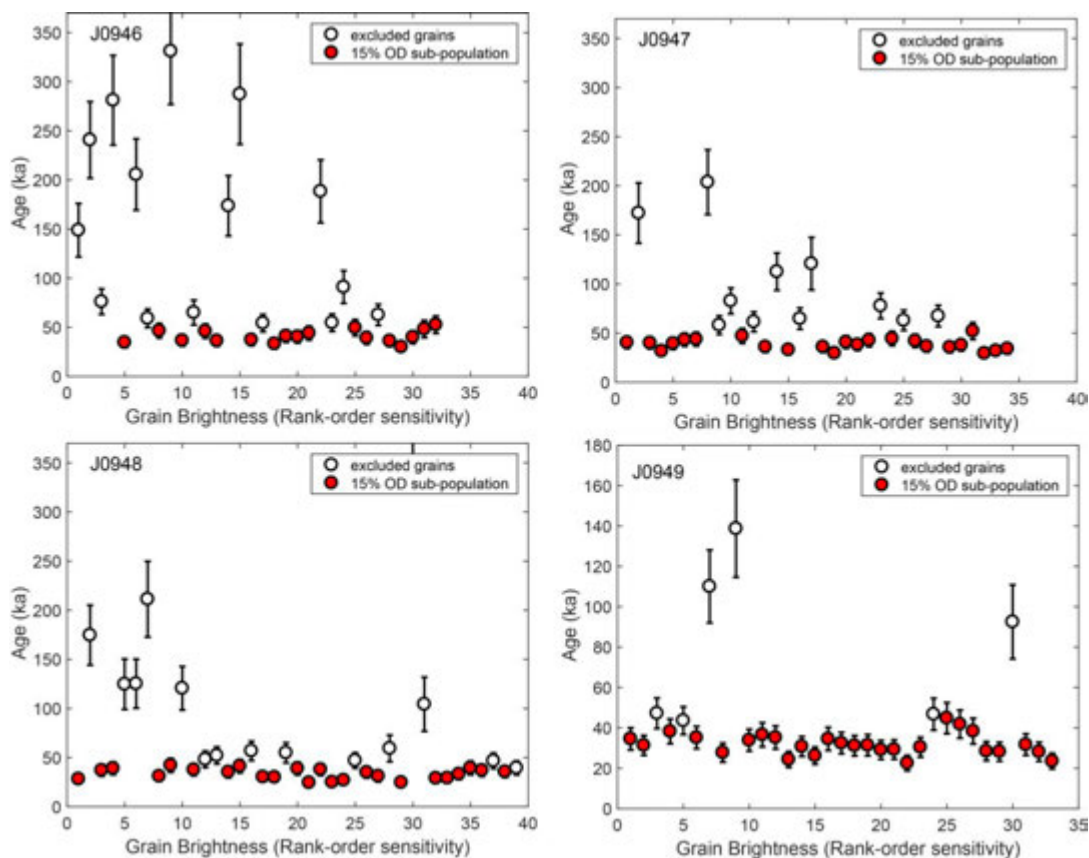 J0946
excluded grains
15% OD sub-population
350
300
250
200
150
100
50
0
Age (ka)
0 5 10 15 20 25 30 35 40
Grain Brightness (Rank-order sensitivity)
J0947
excluded grains
15% OD sub-population
350
300
250
200
150
100
50
0
Age (ka)
0 5 10 15 20 25 30 35 40
Grain Brightness (Rank-order sensitivity)
J0948
excluded grains
15% OD sub-population
350
300
250
200
150
100
50
0
Age (ka)
0 5 10 15 20 25 30 35 40
Grain Brightness (Rank-order sensitivity)
J0949
excluded grains
15% OD sub-population
180
160
140
120
100
80
60
40
20
0
Age (ka)
0 5 10 15 20 25 30 35
Grain Brightness (Rank-order sensitivity)